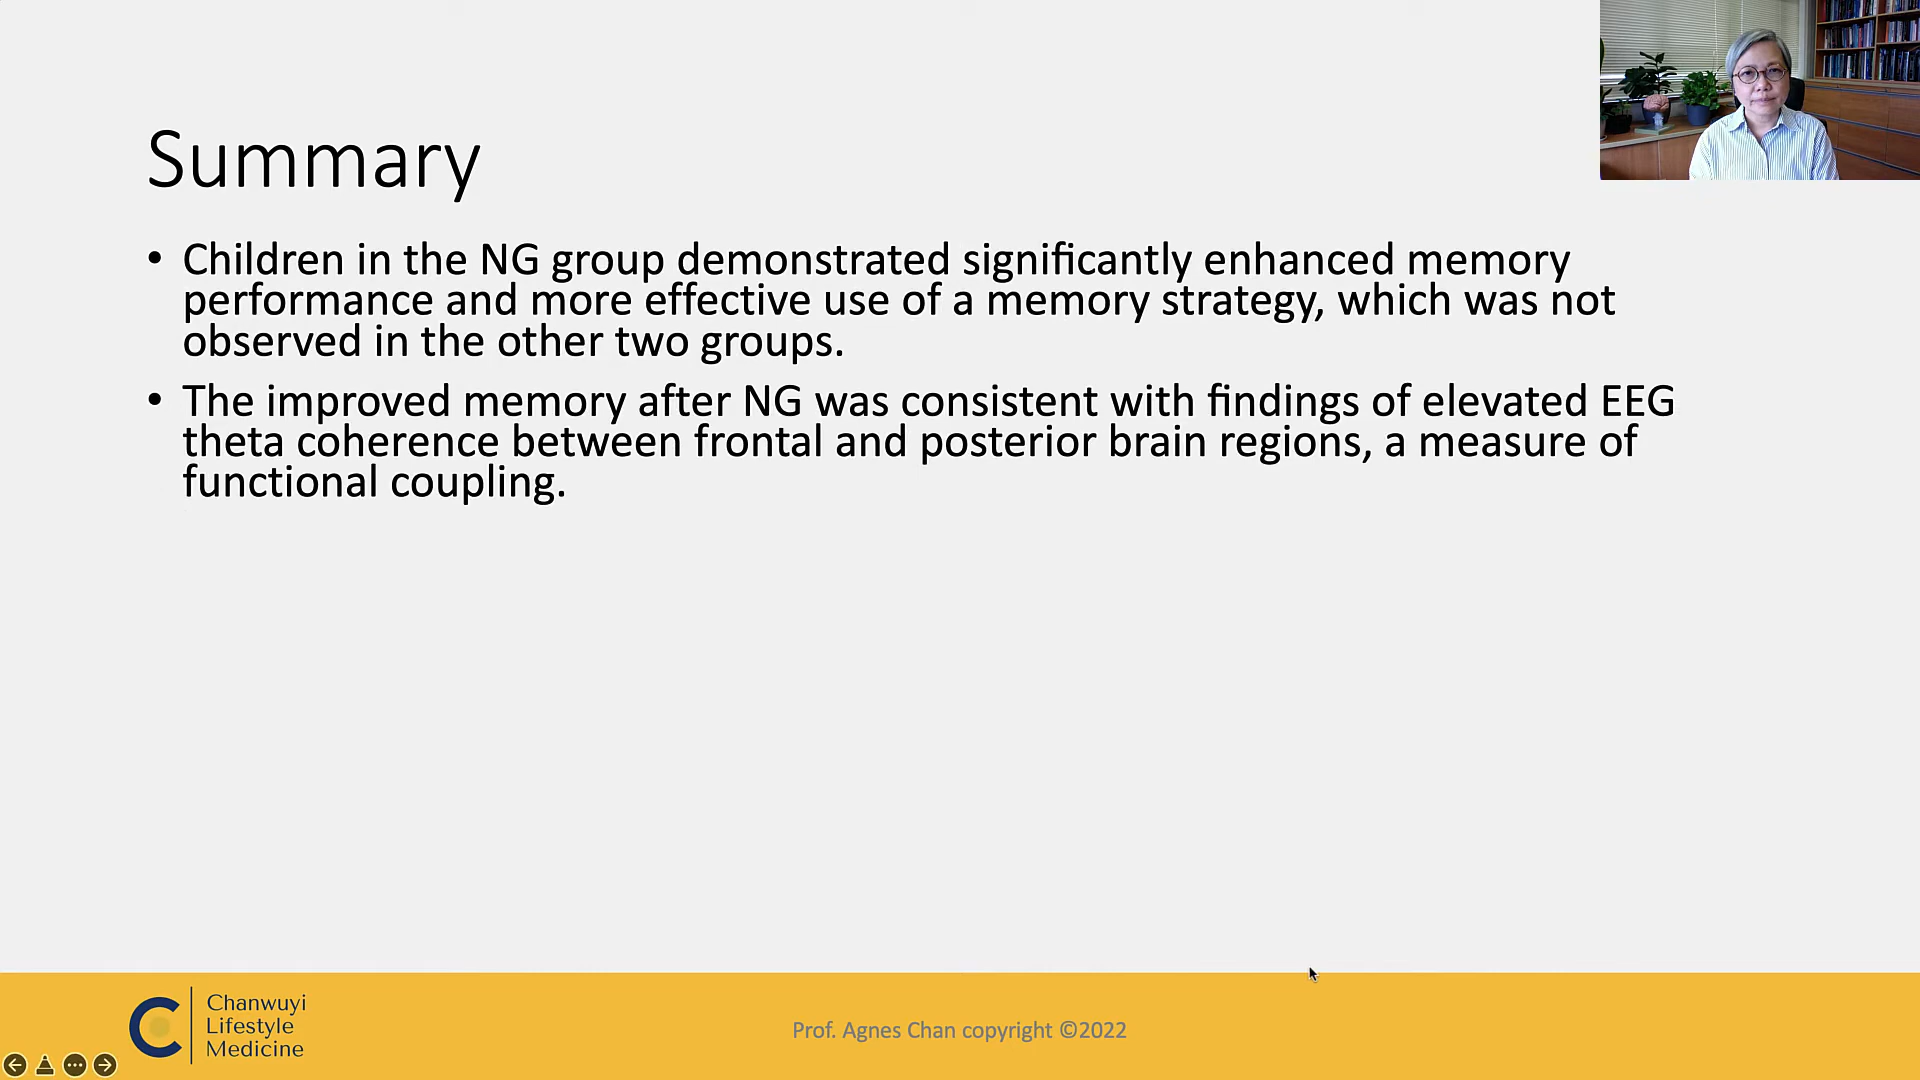 Summary
• Children in the NG group demonstrated significantly enhanced memory
performance and more effective use of a memory strategy, which was not
observed in the other two groups.
• The improved memory after NG was consistent with findings of elevated EEG
theta coherence between frontal and posterior brain regions, a measure of
functional coupling.
Chanwuyi
Lifestyle
Medicine
Prof. Agnes Chan copyright ©2022